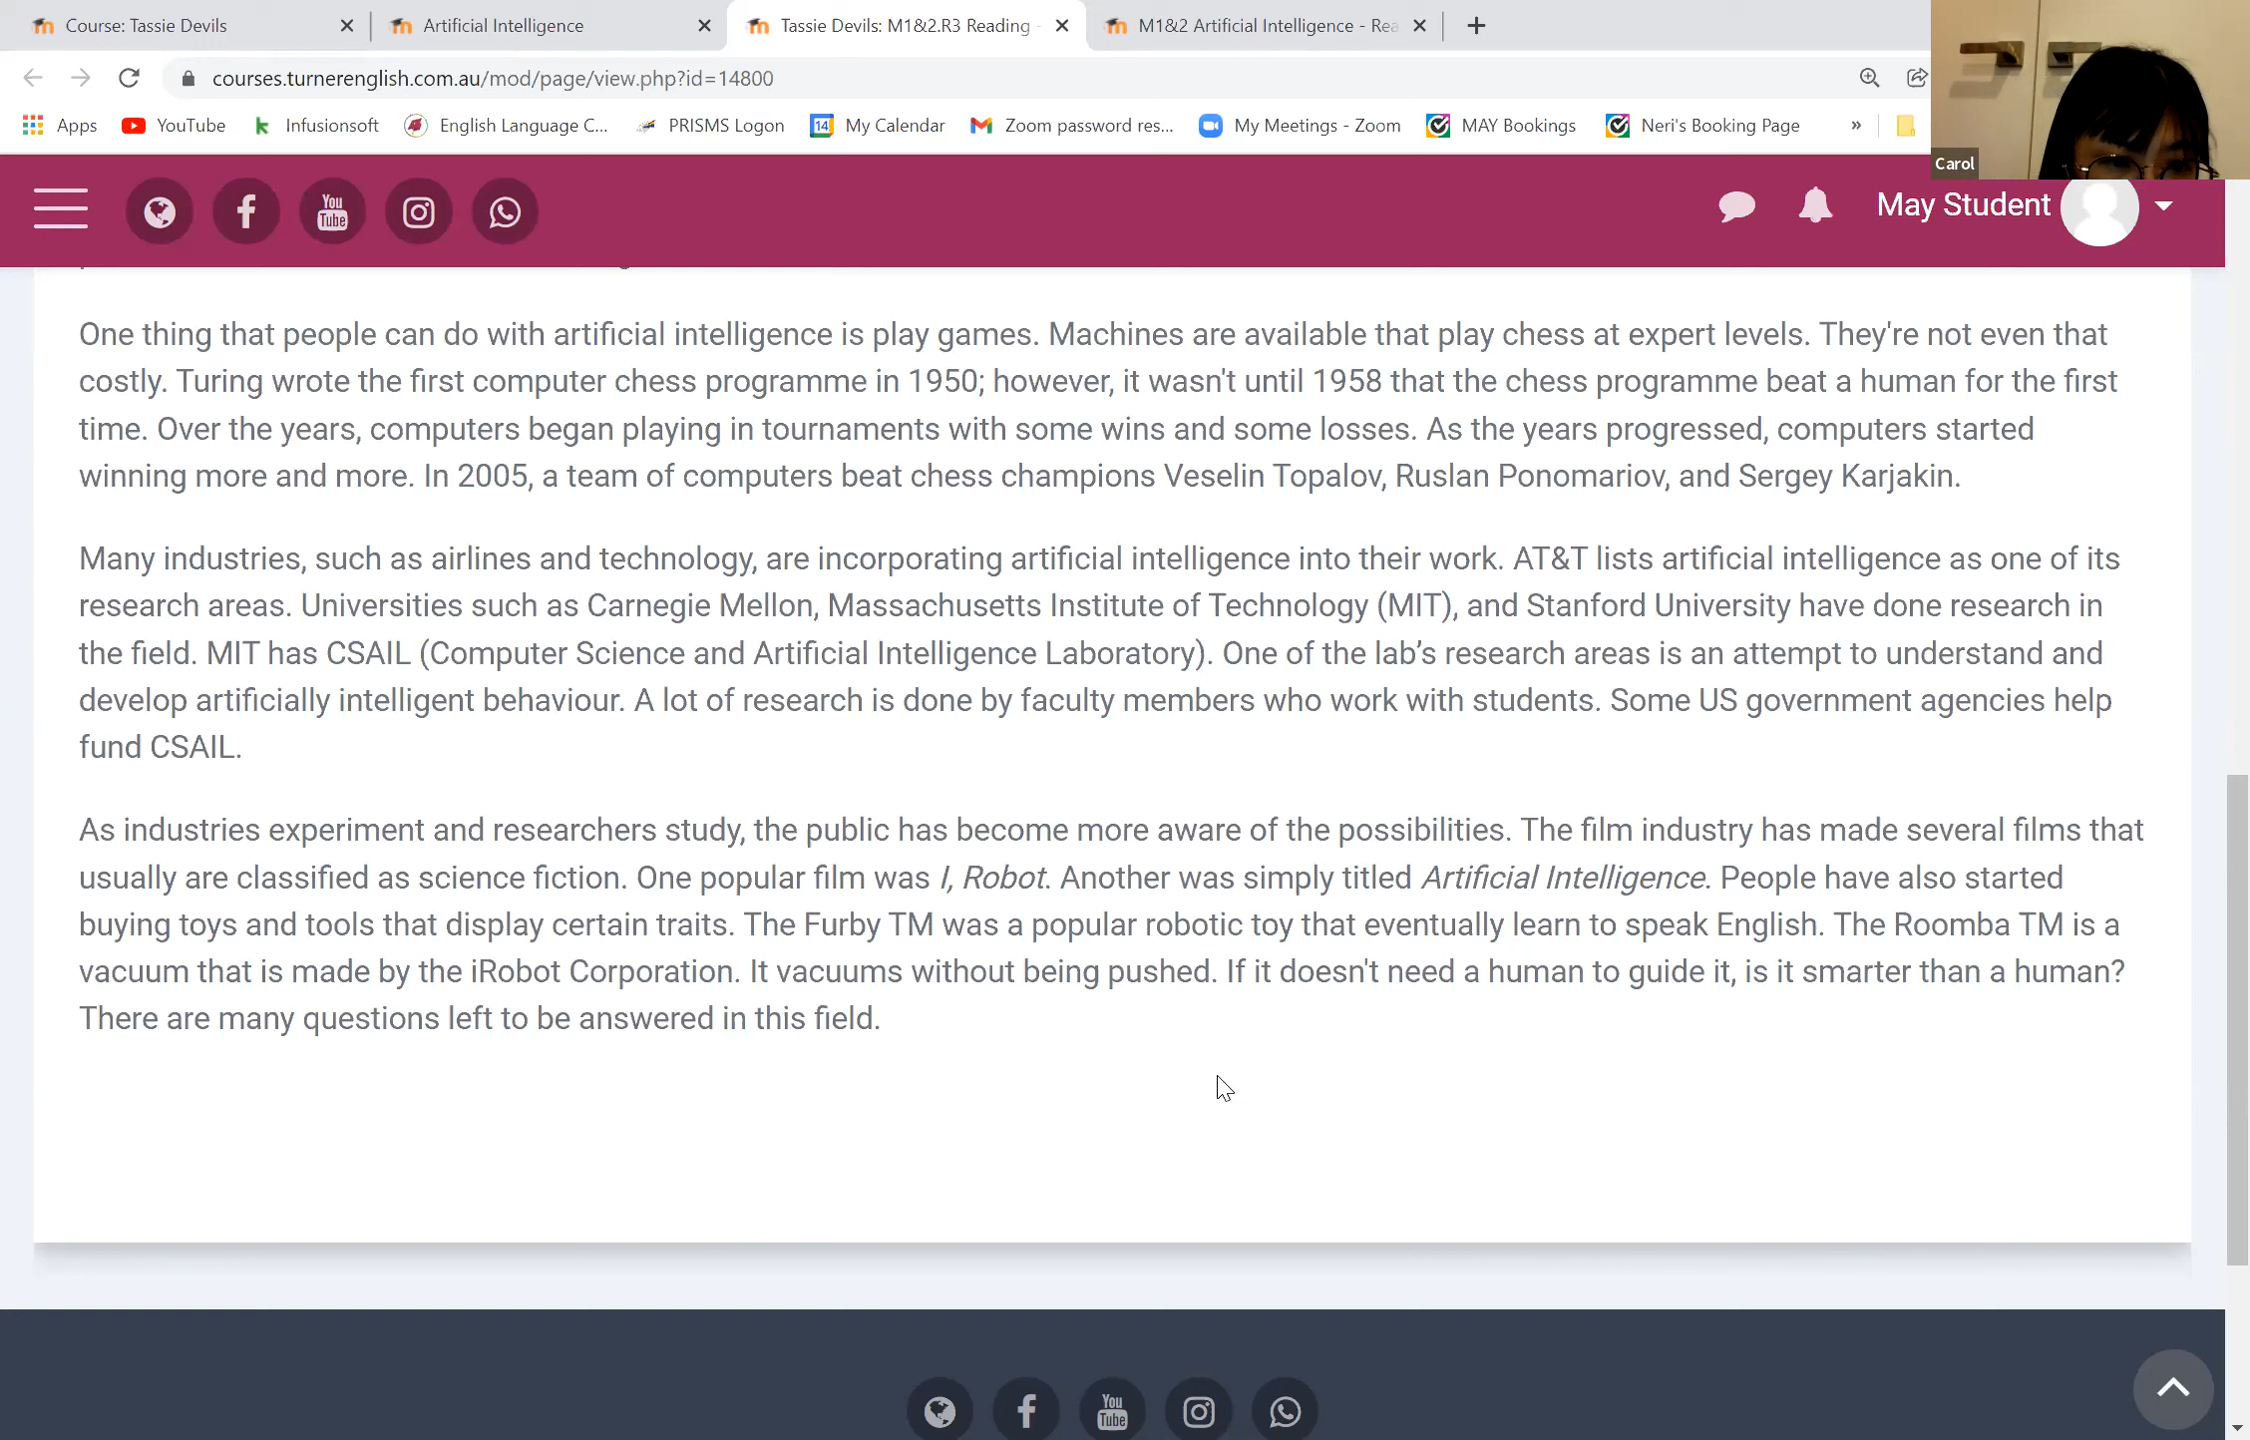 Course: Tassie Devils
Artificial Intelligence
Tassie Devils: M1&2.R3 Reading -
M1&2 Artificial Intelligence - Rea
courses.turnerenglish.com.au/mod/page/view.php?id=14800
Apps
YouTube
Infusionsoft
English Language C...
PRISMS Logon
14
My Calendar
Zoom password res...
My Meetings - Zoom
MAY Bookings
Neri's Booking Page
»
Carol
You
Tube
May Student
One thing that people can do with artificial intelligence is play games. Machines are available that play chess at expert levels. They're not even that
costly. Turing wrote the first computer chess programme in 1950; however, it wasn't until 1958 that the chess programme beat a human for the first
time. Over the years, computers began playing in tournaments with some wins and some losses. As the years progressed, computers started
winning more and more. In 2005, a team of computers beat chess champions Veselin Topalov, Ruslan Ponomariov, and Sergey Karjakin.
Many industries, such as airlines and technology, are incorporating artificial intelligence into their work. AT&T lists artificial intelligence as one of its
research areas. Universities such as Carnegie Mellon, Massachusetts Institute of Technology (MIT), and Stanford University have done research in
the field. MIT has CSAIL (Computer Science and Artificial Intelligence Laboratory). One of the lab’s research areas is an attempt to understand and
develop artificially intelligent behaviour. A lot of research is done by faculty members who work with students. Some US government agencies help
fund CSAIL.
As industries experiment and researchers study, the public has become more aware of the possibilities. The film industry has made several films that
usually are classified as science fiction. One popular film was I, Robot. Another was simply titled Artificial Intelligence. People have also started
buying toys and tools that display certain traits. The Furby TM was a popular robotic toy that eventually learn to speak English. The Roomba TM is a
vacuum that is made by the iRobot Corporation. It vacuums without being pushed. If it doesn't need a human to guide it, is it smarter than a human?
There are many questions left to be answered in this field.
You
Tube